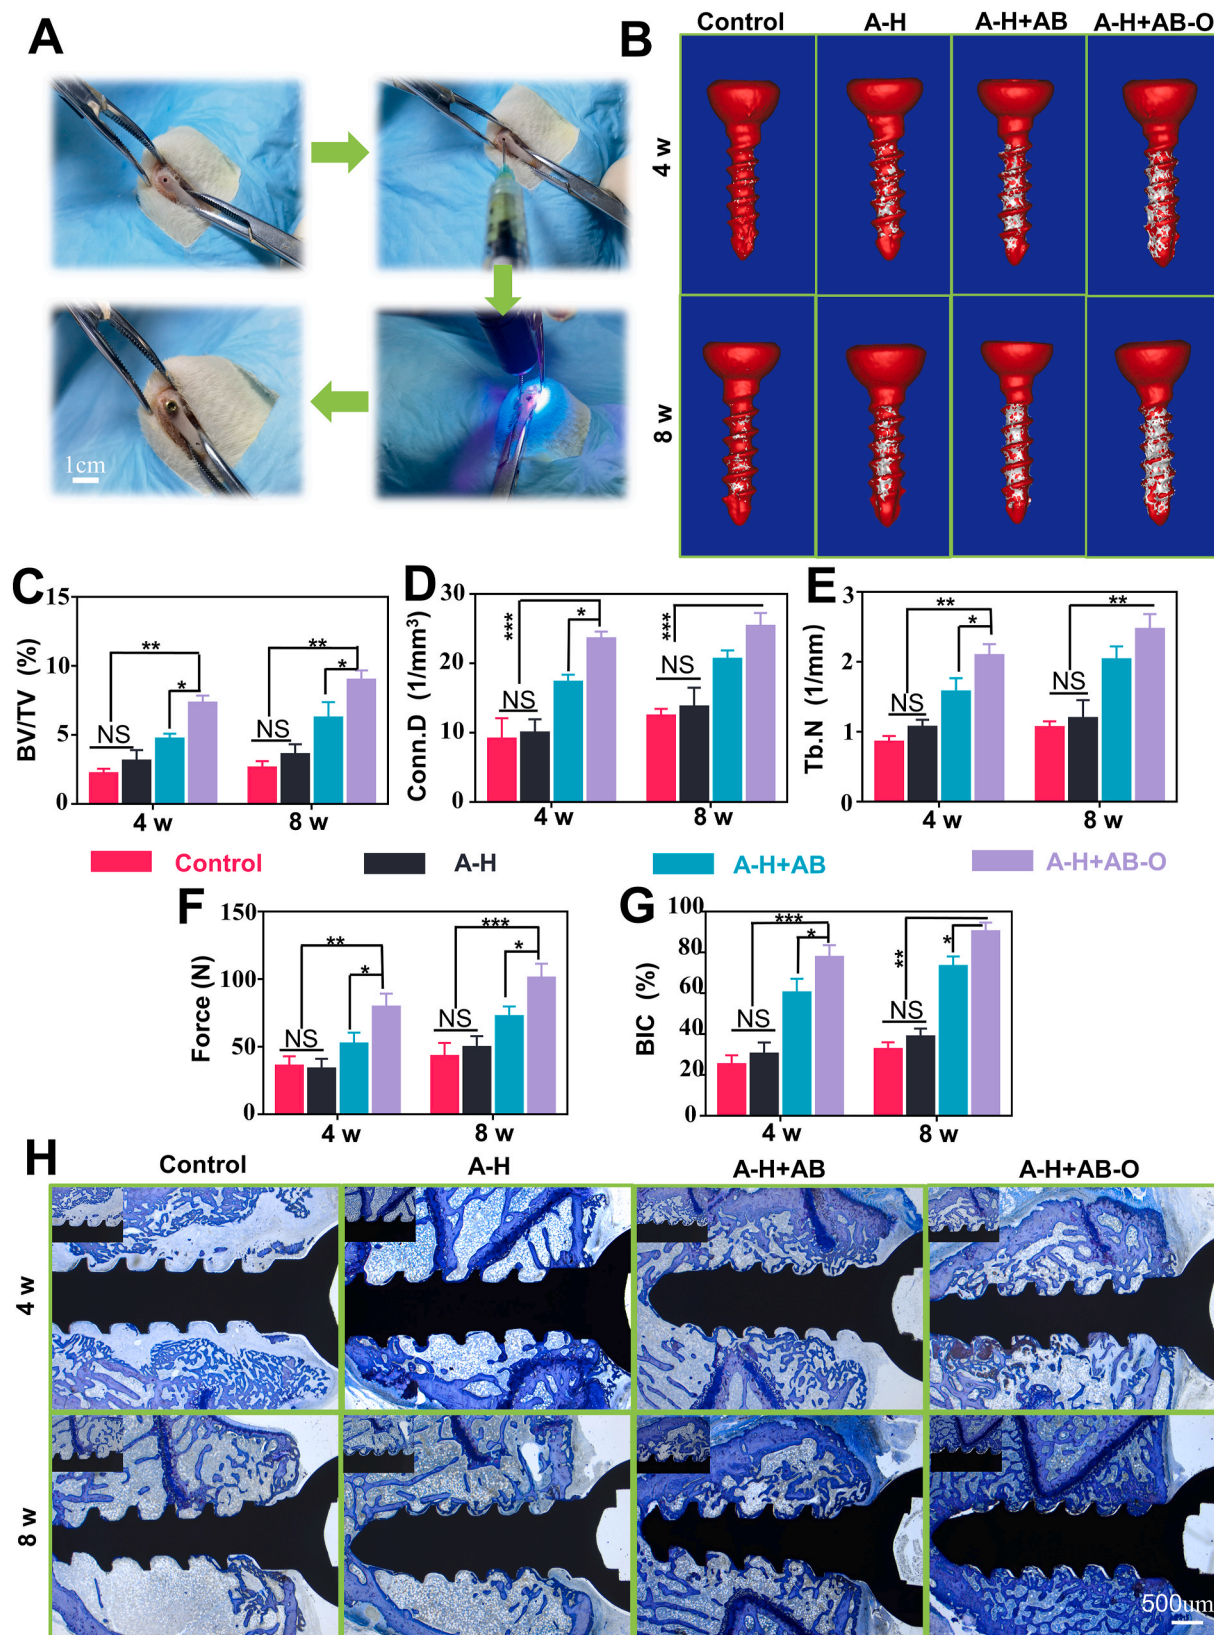 A
1cm
B
Control A-H A-H+AB A-H+AB-O
4 w
8 w
C
BV/TV (%)
15
10
5
0
**
*
NS
**
*
NS
4 w 8 w
D
Conn.D (1/mm³)
30
20
10
0
***
*
NS
***
NS
4 w 8 w
E
Tb.N (1/mm)
3
2
1
0
**
*
NS
**
NS
4 w 8 w
Control A-H A-H+AB A-H+AB-O
F
Force (N)
150
100
50
0
**
*
NS
***
*
NS
4 w 8 w
G
BIC (%)
100
80
60
40
20
0
***
*
NS
**
*
NS
4 w 8 w
H
Control A-H A-H+AB A-H+AB-O
4 w
8 w
500um